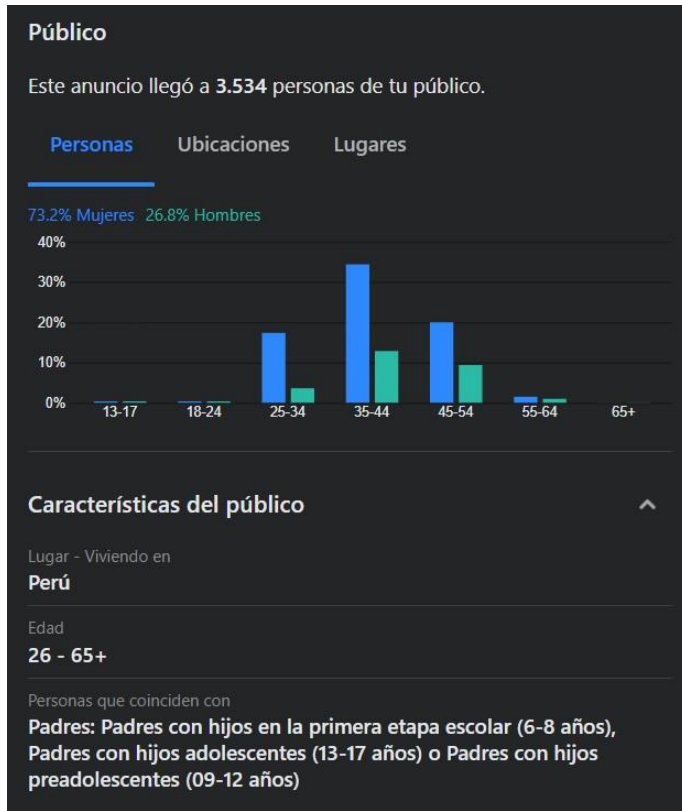 Público
Este anuncio llegó a 3.534 personas de tu público.
Personas Ubicaciones Lugares
73.2% Mujeres 26.8% Hombres
40%
30%
20%
10%
0%
13-17 18-24 25-34 35-44 45-54 55-64 65+
Características del público
Lugar - Viviendo en
Perú
Edad
26 - 65+
Personas que coinciden con
Padres: Padres con hijos en la primera etapa escolar (6-8 años),
Padres con hijos adolescentes (13-17 años) o Padres con hijos
preadolescentes (09-12 años)